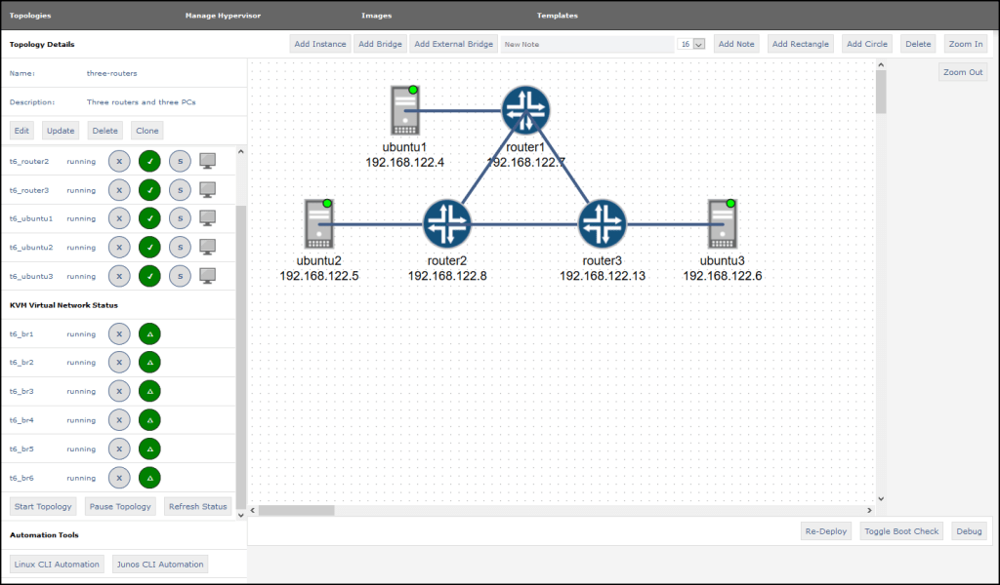 Topologies Manage Hypervisor Images Templates
Topology Details
Add Instance Add Bridge Add External Bridge New Note 16 Add Note Add Rectangle Add Circle Delete Zoom In
Zoom Out
Name: three-routers
Description: Three routers and three PCs
Edit Update Delete Clone
t6_router2 running X S
t6_router3 running X S
t6_ubuntu1 running X S
t6_ubuntu2 running X S
t6_ubuntu3 running X S
KVM Virtual Network Status
t6_br1 running X
t6_br2 running X
t6_br3 running X
t6_br4 running X
t6_br5 running X
t6_br6 running X
Start Topology Pause Topology Refresh Status
Automation Tools
Linux CLI Automation Junos CLI Automation
ubuntu1
192.168.122.4
router1
192.168.122.7
ubuntu2
192.168.122.5
router2
192.168.122.8
router3
192.168.122.13
ubuntu3
192.168.122.6
Re-Deploy Toggle Boot Check Debug